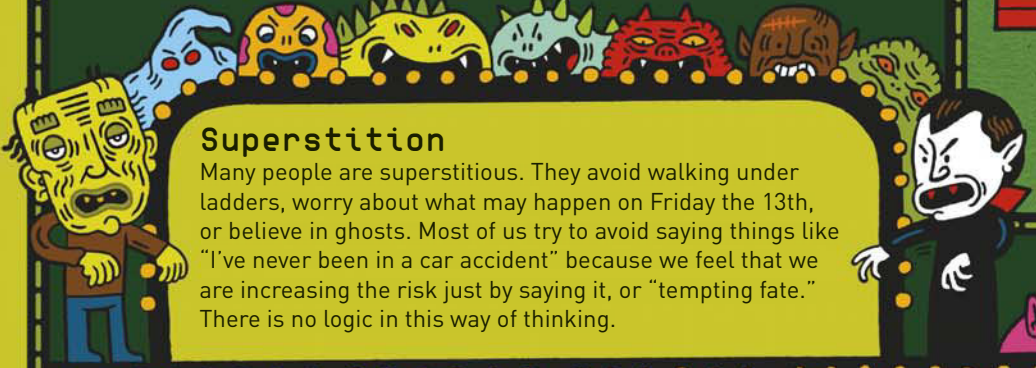 Superstition
Many people are superstitious. They avoid walking under
ladders, worry about what may happen on Friday the 13th,
or believe in ghosts. Most of us try to avoid saying things like
“I’ve never been in a car accident” because we feel that we
are increasing the risk just by saying it, or “tempting fate.”
There is no logic in this way of thinking.